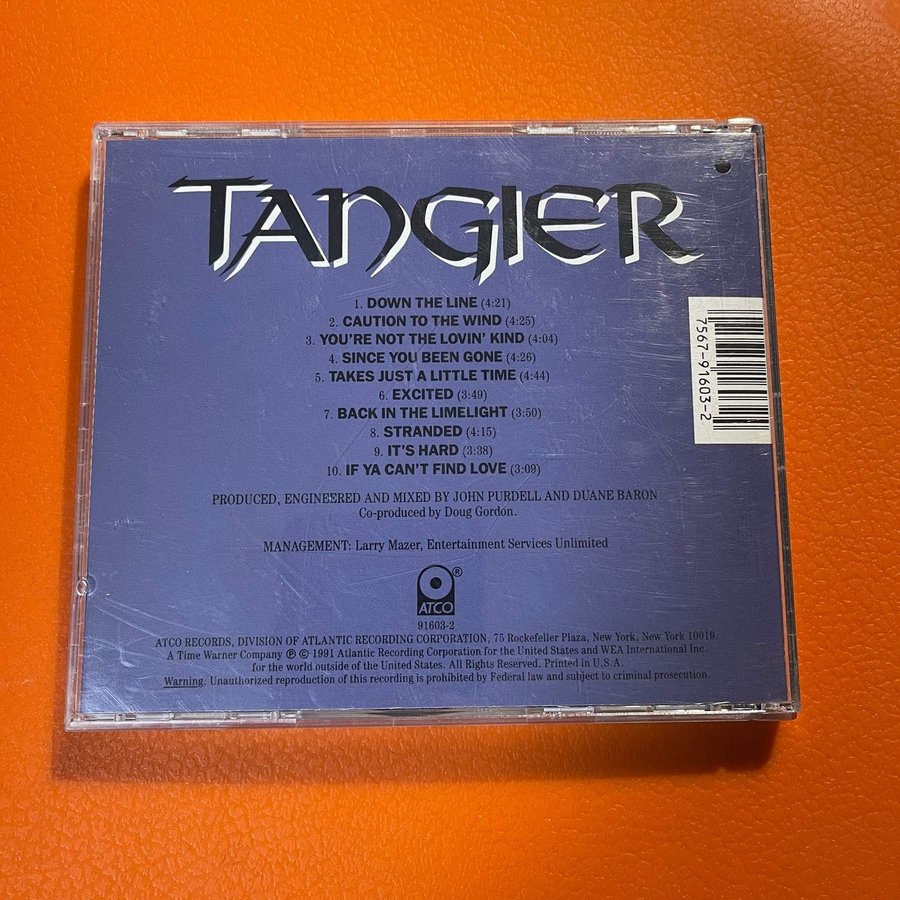 TANGIER
1. DOWN THE LINE (4:21)
2. CAUTION TO THE WIND (4:25)
3. YOU'RE NOT THE LOVIN' KIND (4:04)
4. SINCE YOU BEEN GONE (4:26)
5. TAKES JUST A LITTLE TIME (4:44)
6. EXCITED (3:49)
7. BACK IN THE LIMELIGHT (3:50)
8. STRANDED (4:15)
9. IT'S HARD (3:38)
10. IF YA CAN'T FIND LOVE (3:09)
PRODUCED, ENGINEERED AND MIXED BY JOHN PURDELL AND DUANE BARON
Co-produced by Doug Gordon.
MANAGEMENT: Larry Mazer, Entertainment Services Unlimited
ATCO®
91603-2
ATCO RECORDS, DIVISION OF ATLANTIC RECORDING CORPORATION, 75 Rockefeller Plaza, New York, New York 10019.
A Time Warner Company ℗ © 1991 Atlantic Recording Corporation for the United States and WEA International Inc.
for the world outside of the United States. All Rights Reserved. Printed in U.S.A.
Warning: Unauthorized reproduction of this recording is prohibited by Federal law and subject to criminal prosecution.
7567-91603-2